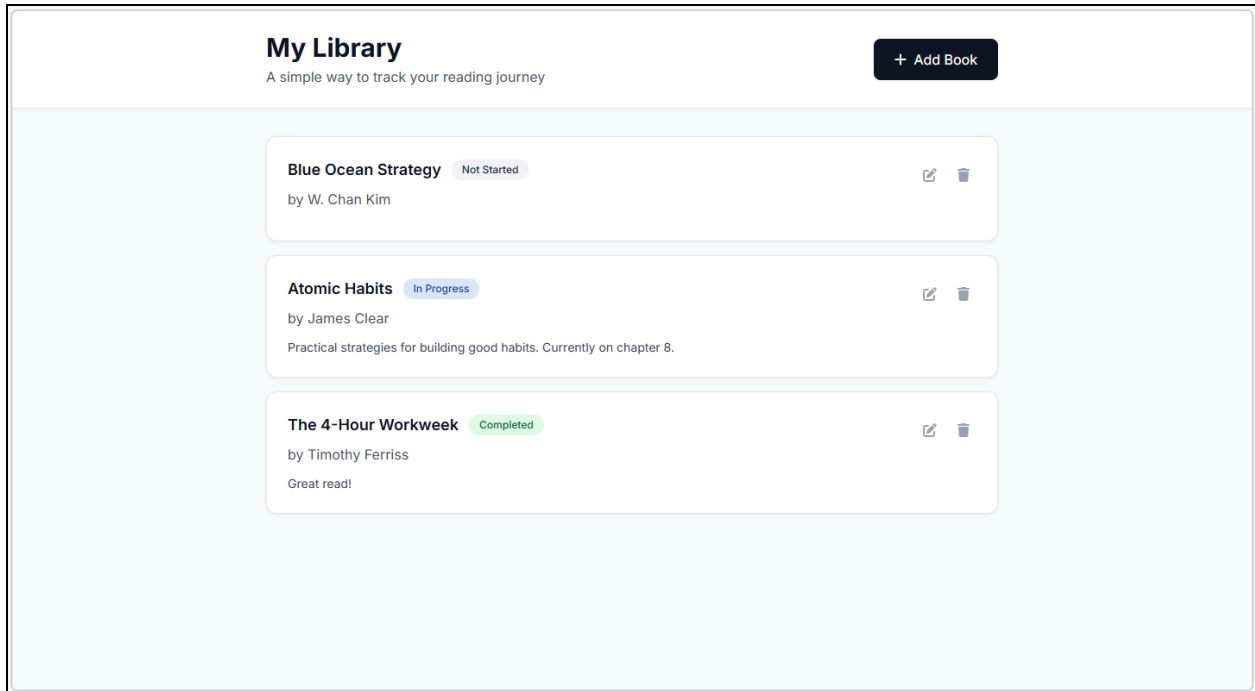 My Library
A simple way to track your reading journey
+ Add Book
Blue Ocean Strategy Not Started
by W. Chan Kim
Atomic Habits In Progress
by James Clear
Practical strategies for building good habits. Currently on chapter 8.
The 4-Hour Workweek Completed
by Timothy Ferriss
Great read!